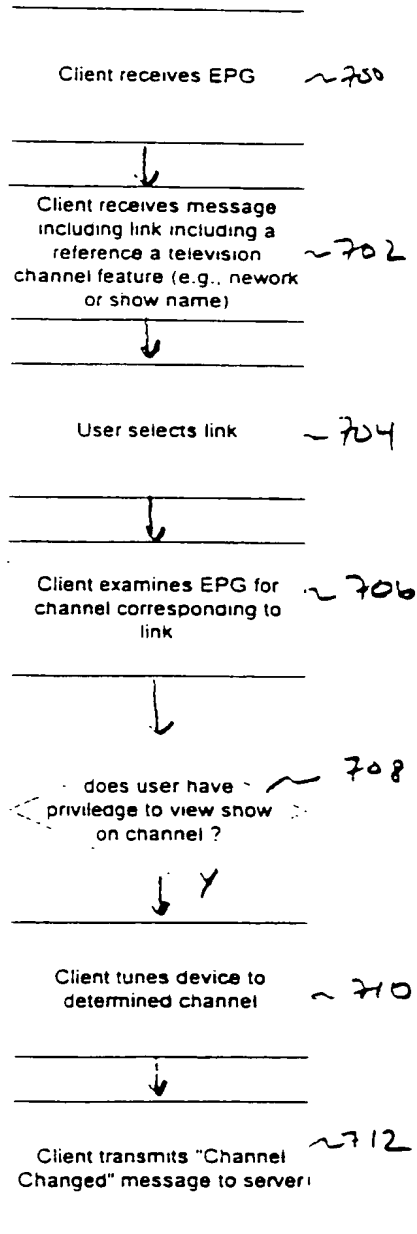 Client receives EPG ~700
Client receives message
including link including a
reference a television ~702
channel feature (e.g., nework
or show name)
User selects link ~704
Client examines EPG for ~706
channel corresponding to
link
708
does user have
priviledge to view show
on channel ?
Y
Client tunes device to
determined channel ~710
~712
Client transmits "Channel
Changed" message to server